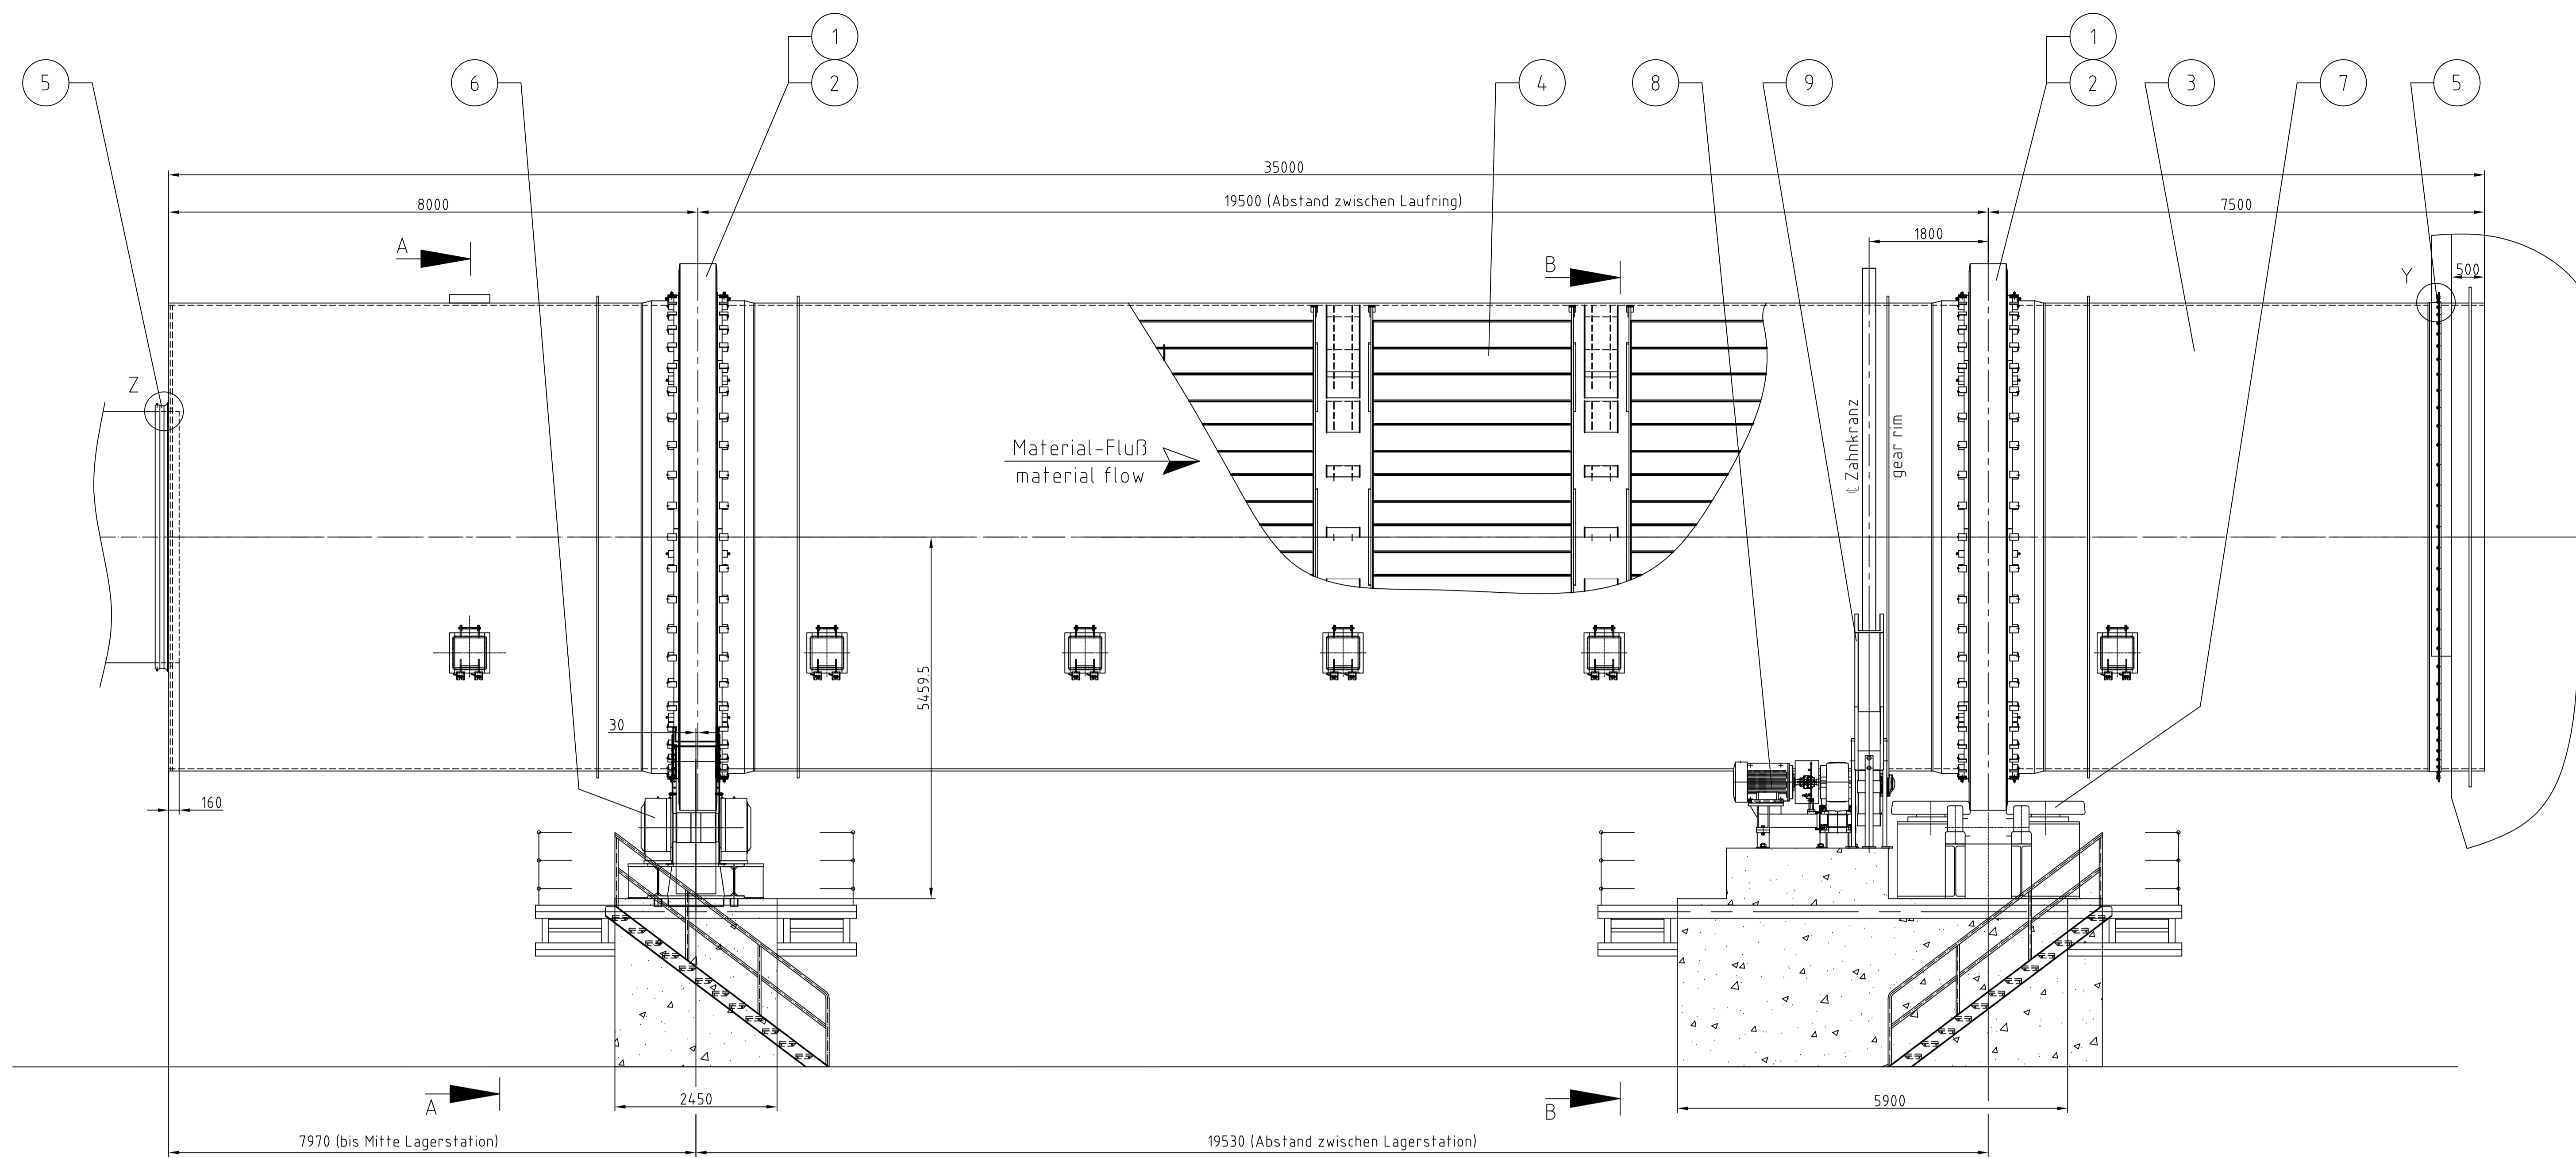 1
1
5
6
2
4
8
9
2
3
7
5
35000
8000
19500 (Abstand zwischen Laufring)
7500
1800
A
B
Y
500
Z
℄ Zahnkranz
gear rim
Material-Fluß
material flow
5459.5
30
160
A
2450
B
5900
7970 (bis Mitte Lagerstation)
19530 (Abstand zwischen Lagerstation)